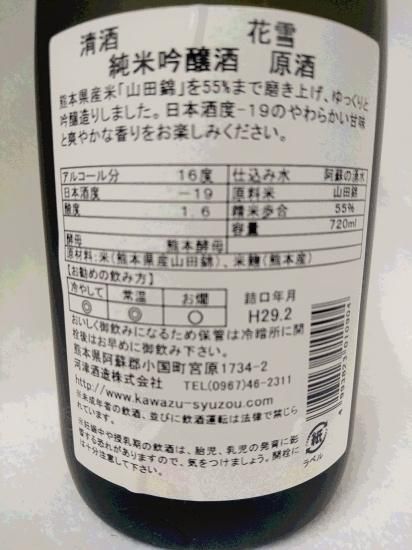 清酒 花雪
純米吟醸酒 原酒
熊本県産米「山田錦」を55%まで磨き上げ、ゆっくりと
吟醸造りしました。日本酒度-19のやわらかい甘味
と爽やかな香りをお楽しみください。
アルコール分 16度 仕込み水 阿蘇の湧水
日本酒度 -19 原料米 山田錦
酸度 1.6 精米歩合 55%
容量 720ml
酵母 熊本酵母
原材料:米(熊本県産山田錦)、米麹(熊本産)
【お勧めの飲み方】
冷やして 常温 お燗 詰口年月
◎ ◎ ○ H29.2
おいしく御飲みになるため保管は冷暗所に開
栓後はお早めに御飲み下さい。
熊本県阿蘇郡小国町宮原1734-2
河津酒造株式会社 TEL(0967)46-2311
http://www.kawazu-syuzou.com
※未成年者の飲酒、並びに飲酒運転は法律で禁じら
れています。
※妊娠中や授乳期の飲酒は、胎児、乳児の発育に影
響する恐れがありますので、気をつけましょう。開栓に
は十分注意して下さい。
紙
ラベル